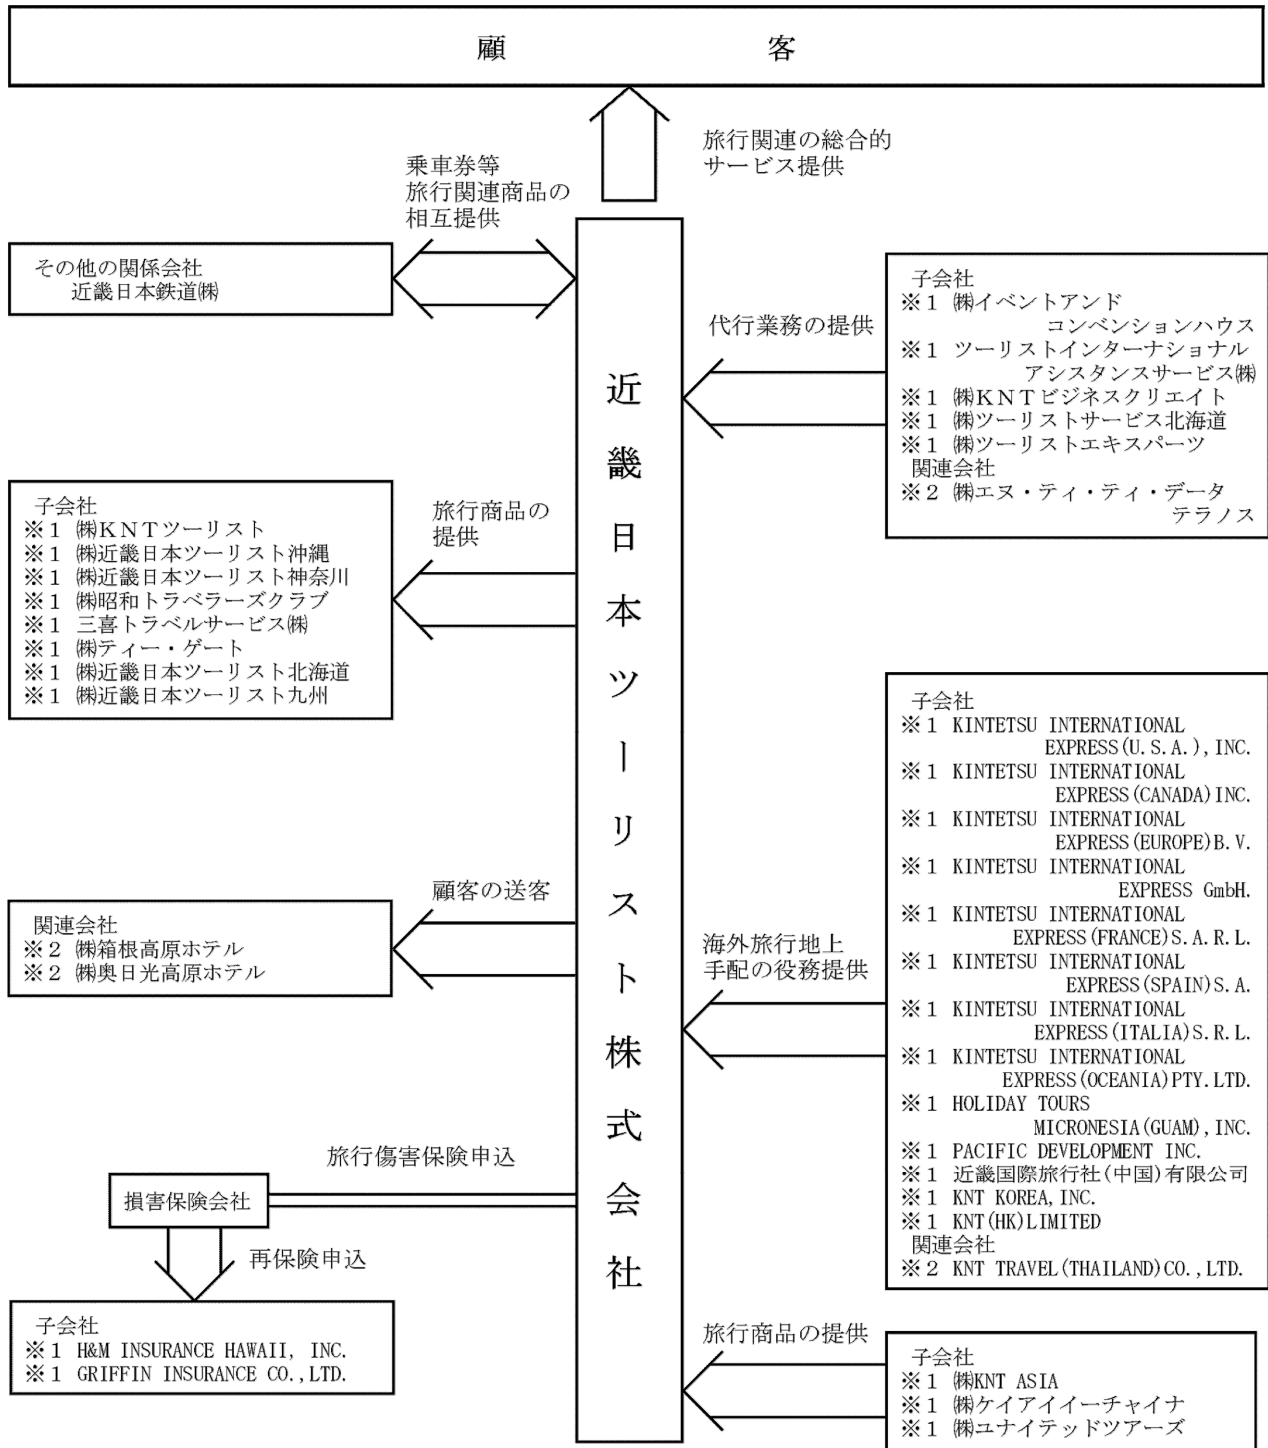 顧客
旅行関連の総合的
サービス提供
乗車券等
旅行関連商品の
相互提供
その他の関係会社
近畿日本鉄道㈱
近畿日本ツーリスト株式会社
代行業務の提供
子会社
※1 ㈱イベントアンド
コンベンションハウス
※1 ツーリストインターナショナル
アシスタンスサービス㈱
※1 ㈱KNTビジネスクリエイト
※1 ㈱ツーリストサービス北海道
※1 ㈱ツーリストエキスパーツ
関連会社
※2 ㈱エヌ・ティ・ティ・データ
テラノス
旅行商品の
提供
子会社
※1 ㈱KNTツーリスト
※1 ㈱近畿日本ツーリスト沖縄
※1 ㈱近畿日本ツーリスト神奈川
※1 ㈱昭和トラベラーズクラブ
※1 三喜トラベルサービス㈱
※1 ㈱ティー・ゲート
※1 ㈱近畿日本ツーリスト北海道
※1 ㈱近畿日本ツーリスト九州
顧客の送客
関連会社
※2 ㈱箱根高原ホテル
※2 ㈱奥日光高原ホテル
海外旅行地上
手配の役務提供
子会社
※1 KINTETSU INTERNATIONAL
EXPRESS(U.S.A.),INC.
※1 KINTETSU INTERNATIONAL
EXPRESS(CANADA)INC.
※1 KINTETSU INTERNATIONAL
EXPRESS(EUROPE)B.V.
※1 KINTETSU INTERNATIONAL
EXPRESS GmbH.
※1 KINTETSU INTERNATIONAL
EXPRESS(FRANCE)S.A.R.L.
※1 KINTETSU INTERNATIONAL
EXPRESS(SPAIN)S.A.
※1 KINTETSU INTERNATIONAL
EXPRESS(ITALIA)S.R.L.
※1 KINTETSU INTERNATIONAL
EXPRESS(OCEANIA)PTY.LTD.
※1 HOLIDAY TOURS
MICRONESIA(GUAM),INC.
※1 PACIFIC DEVELOPMENT INC.
※1 近畿国際旅行社(中国)有限公司
※1 KNT KOREA,INC.
※1 KNT(HK)LIMITED
関連会社
※2 KNT TRAVEL(THAILAND)CO.,LTD.
旅行傷害保険申込
損害保険会社
再保険申込
子会社
※1 H&M INSURANCE HAWAII, INC.
※1 GRIFFIN INSURANCE CO.,LTD.
旅行商品の提供
子会社
※1 ㈱KNT ASIA
※1 ㈱ケイアイイーチャイナ
※1 ㈱ユナイテッドツアーズ